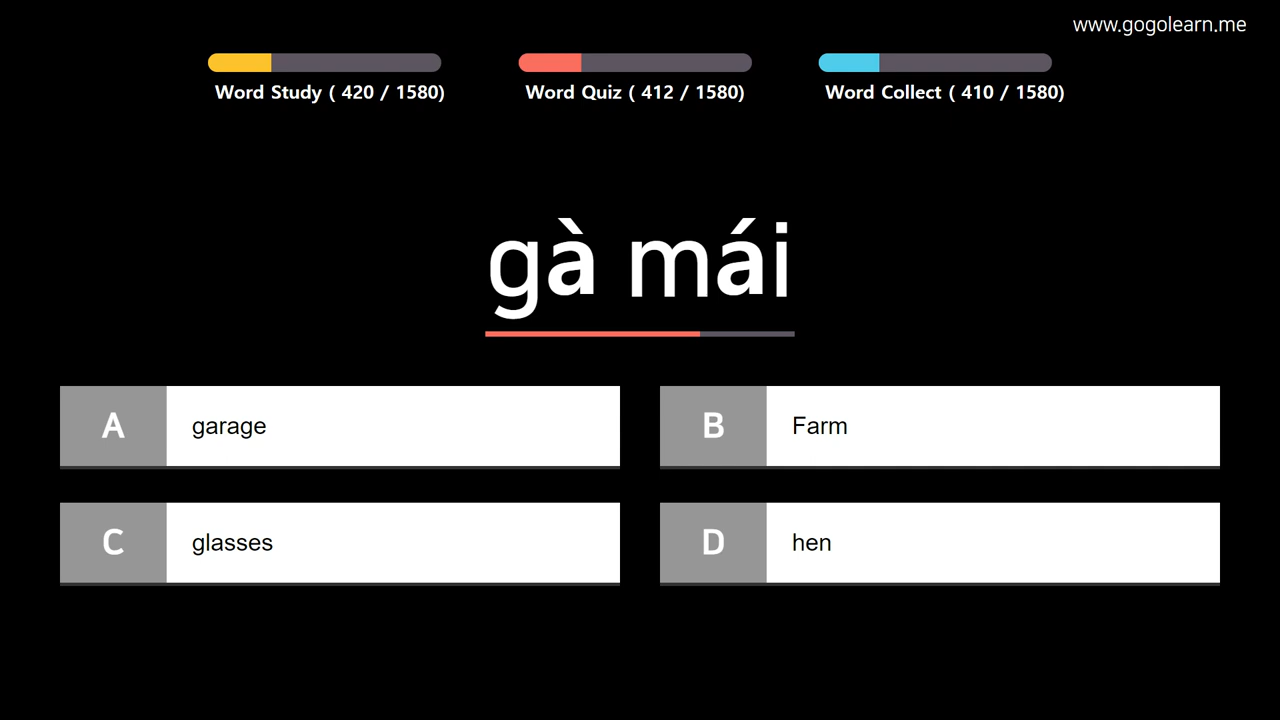 www.gogolearn.me
Word Study ( 420 / 1580)
Word Quiz ( 412 / 1580)
Word Collect ( 410 / 1580)
gà mái
A garage
B Farm
C glasses
D hen